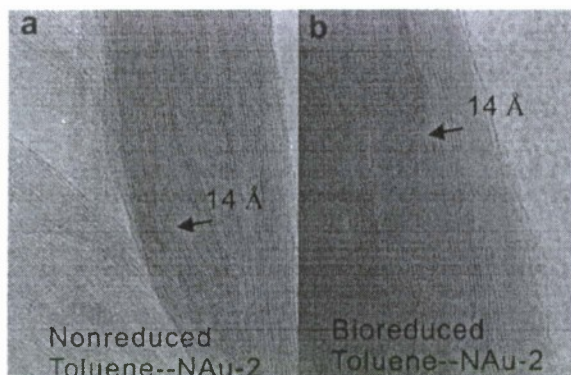 a
14 Å
Nonreduced
Toluene--NAu-2
b
14 Å
Bioreduced
Toluene--NAu-2